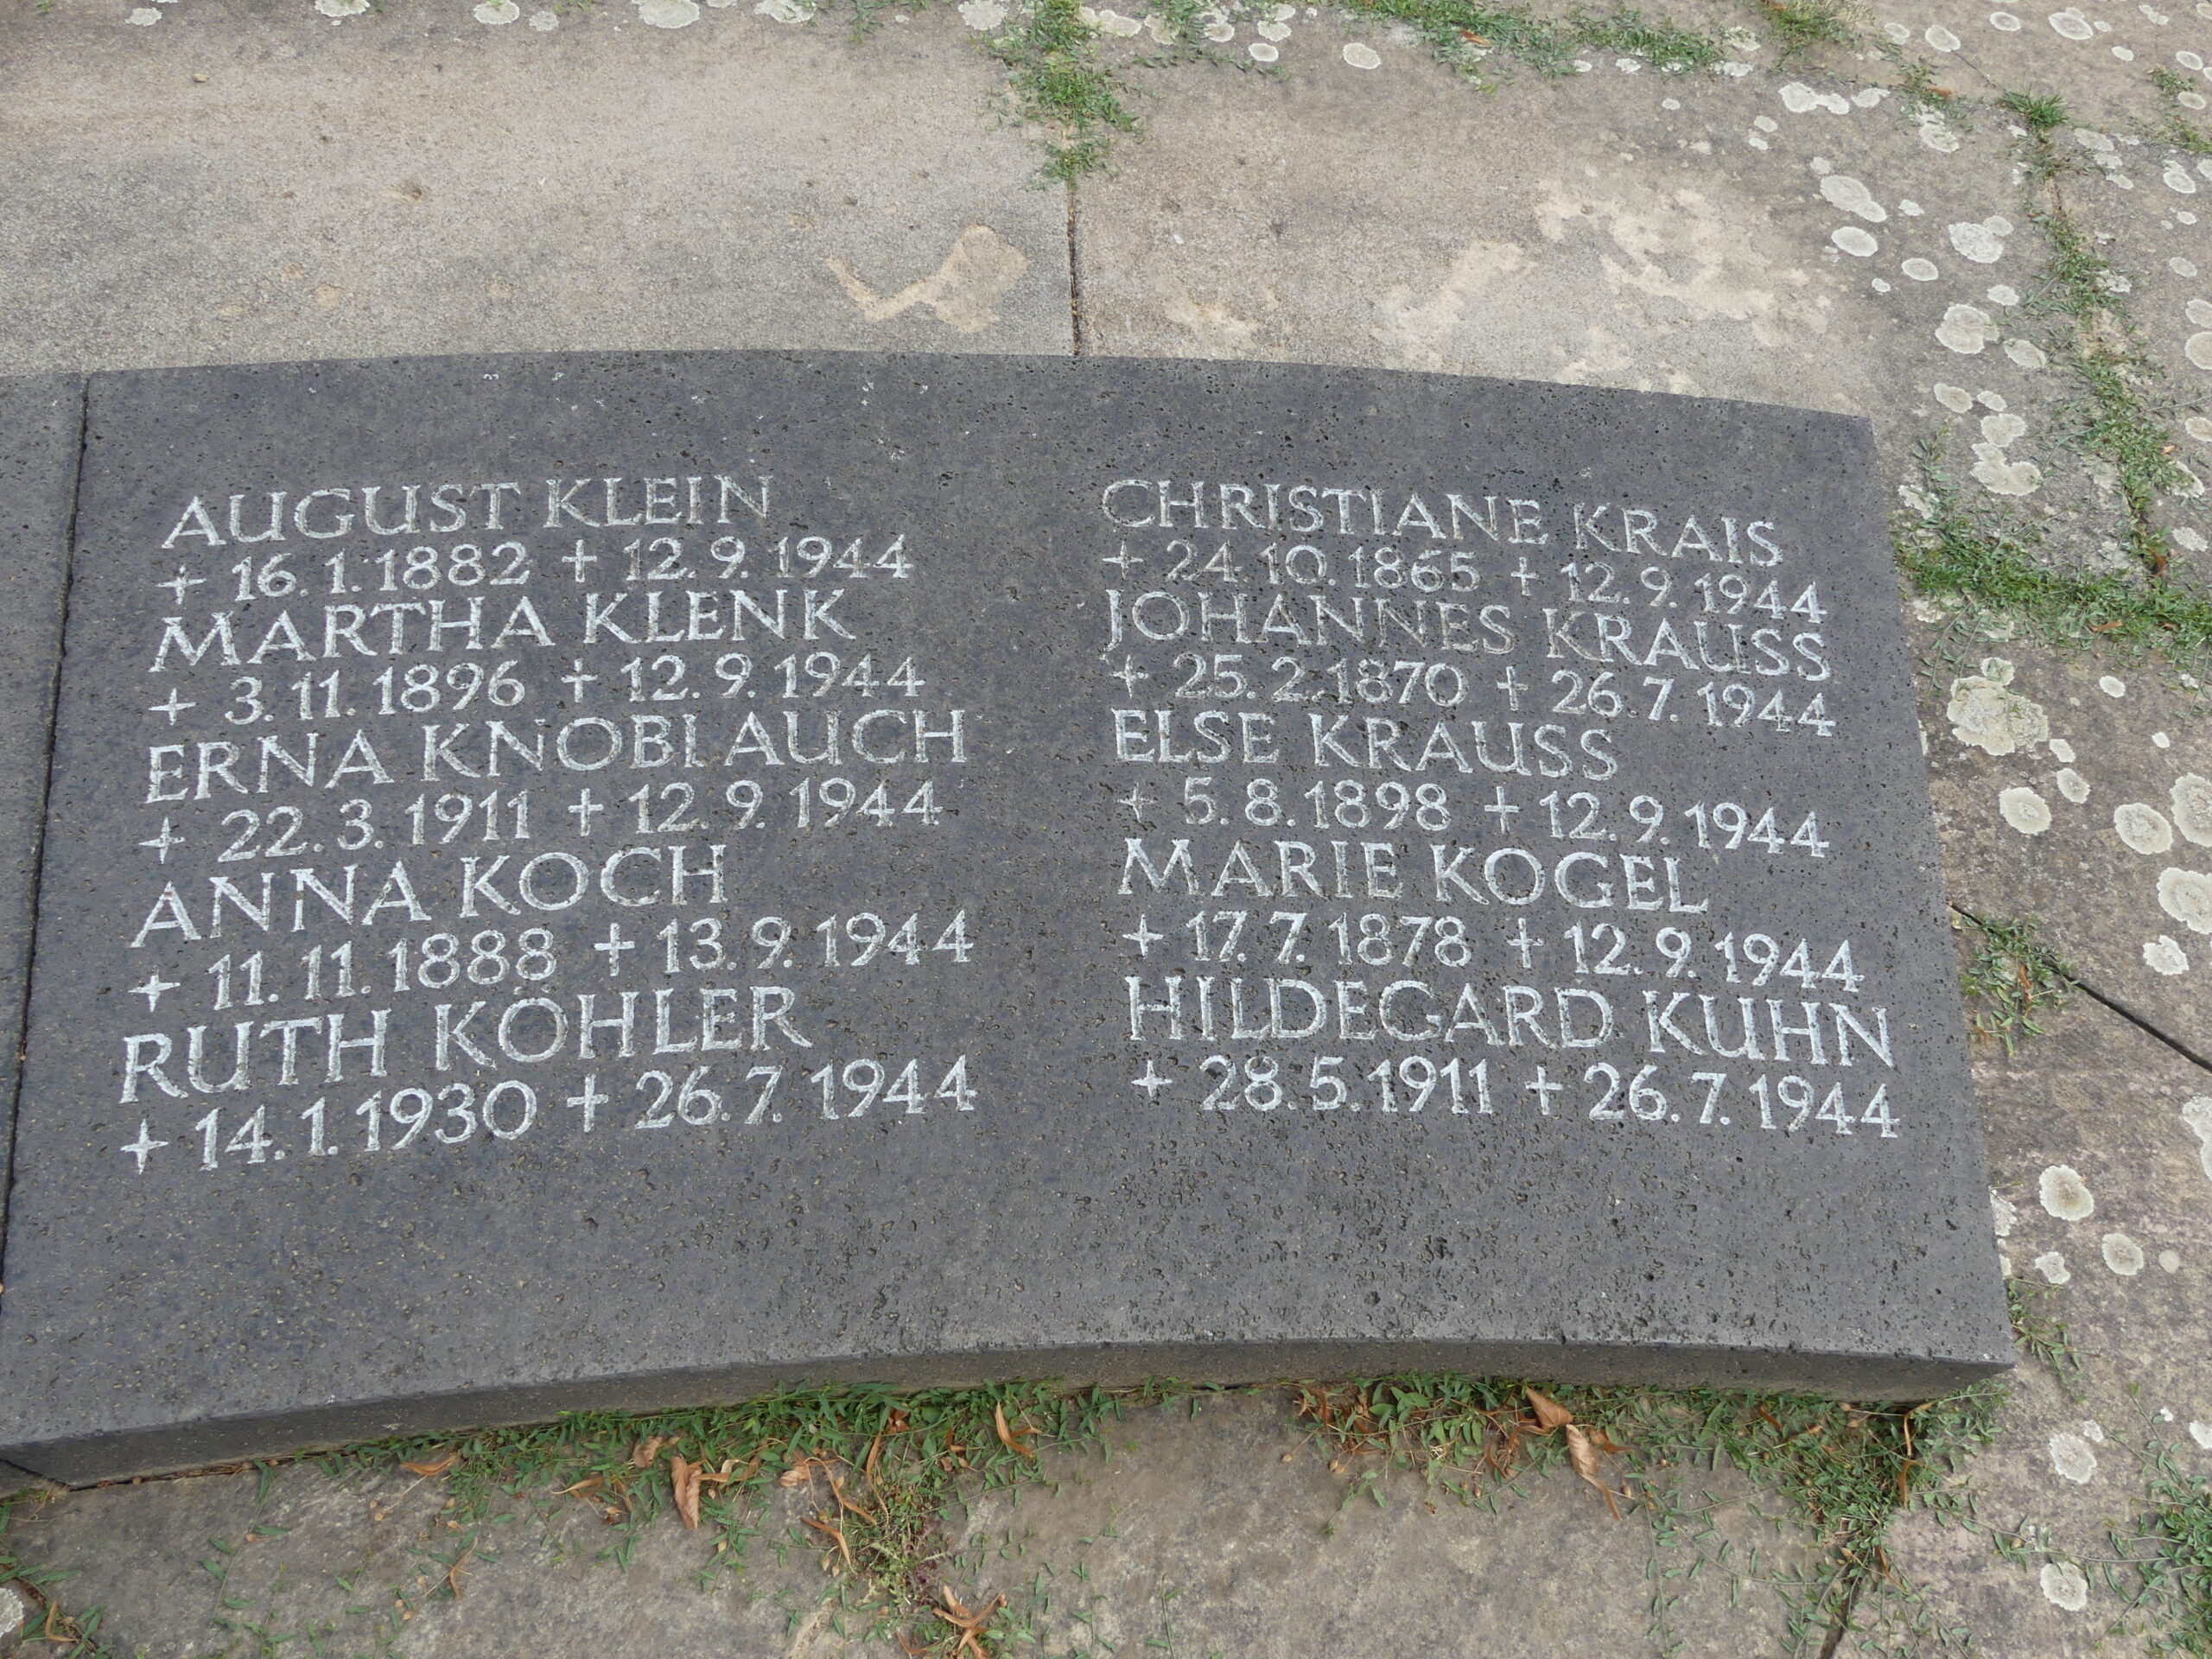 AUGUST KLEIN
+ 16.1.1882 + 12.9.1944
MARTHA KLENK
+ 3.11.1896 + 12.9.1944
ERNA KNOBLAUCH
+ 22.3.1911 + 12.9.1944
ANNA KOCH
+ 11.11.1888 + 13.9.1944
RUTH KÖHLER
+ 14.1.1930 + 26.7.1944
CHRISTIANE KRAIS
+ 24.10.1865 + 12.9.1944
JOHANNES KRAUSS
+ 25.2.1870 + 26.7.1944
ELSE KRAUSS
+ 5.8.1898 + 12.9.1944
MARIE KOGEL
+ 17.7.1878 + 12.9.1944
HILDEGARD KUHN
+ 28.5.1911 + 26.7.1944